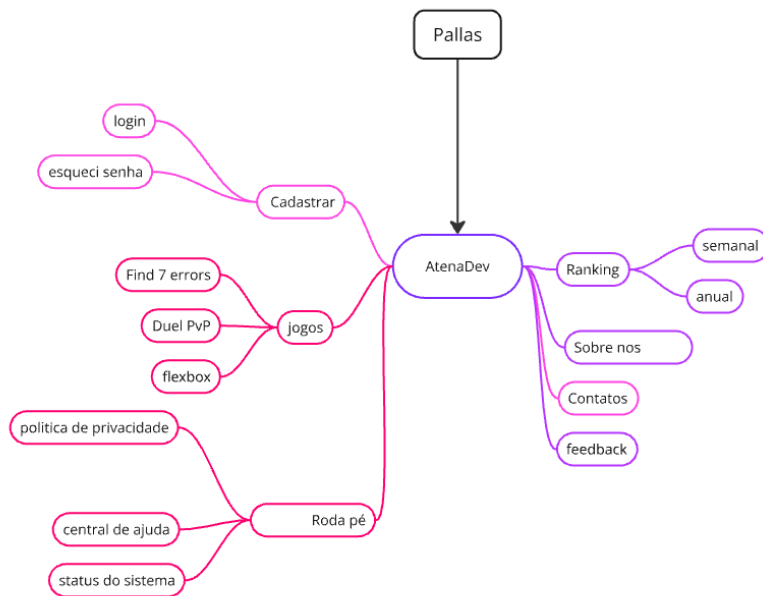 Pallas
login
esqueci senha
Cadastrar
AtenaDev
semanal
Ranking
anual
Find 7 errors
Duel PvP
jogos
flexbox
Sobre nos
Contatos
feedback
politica de privacidade
Roda pé
central de ajuda
status do sistema